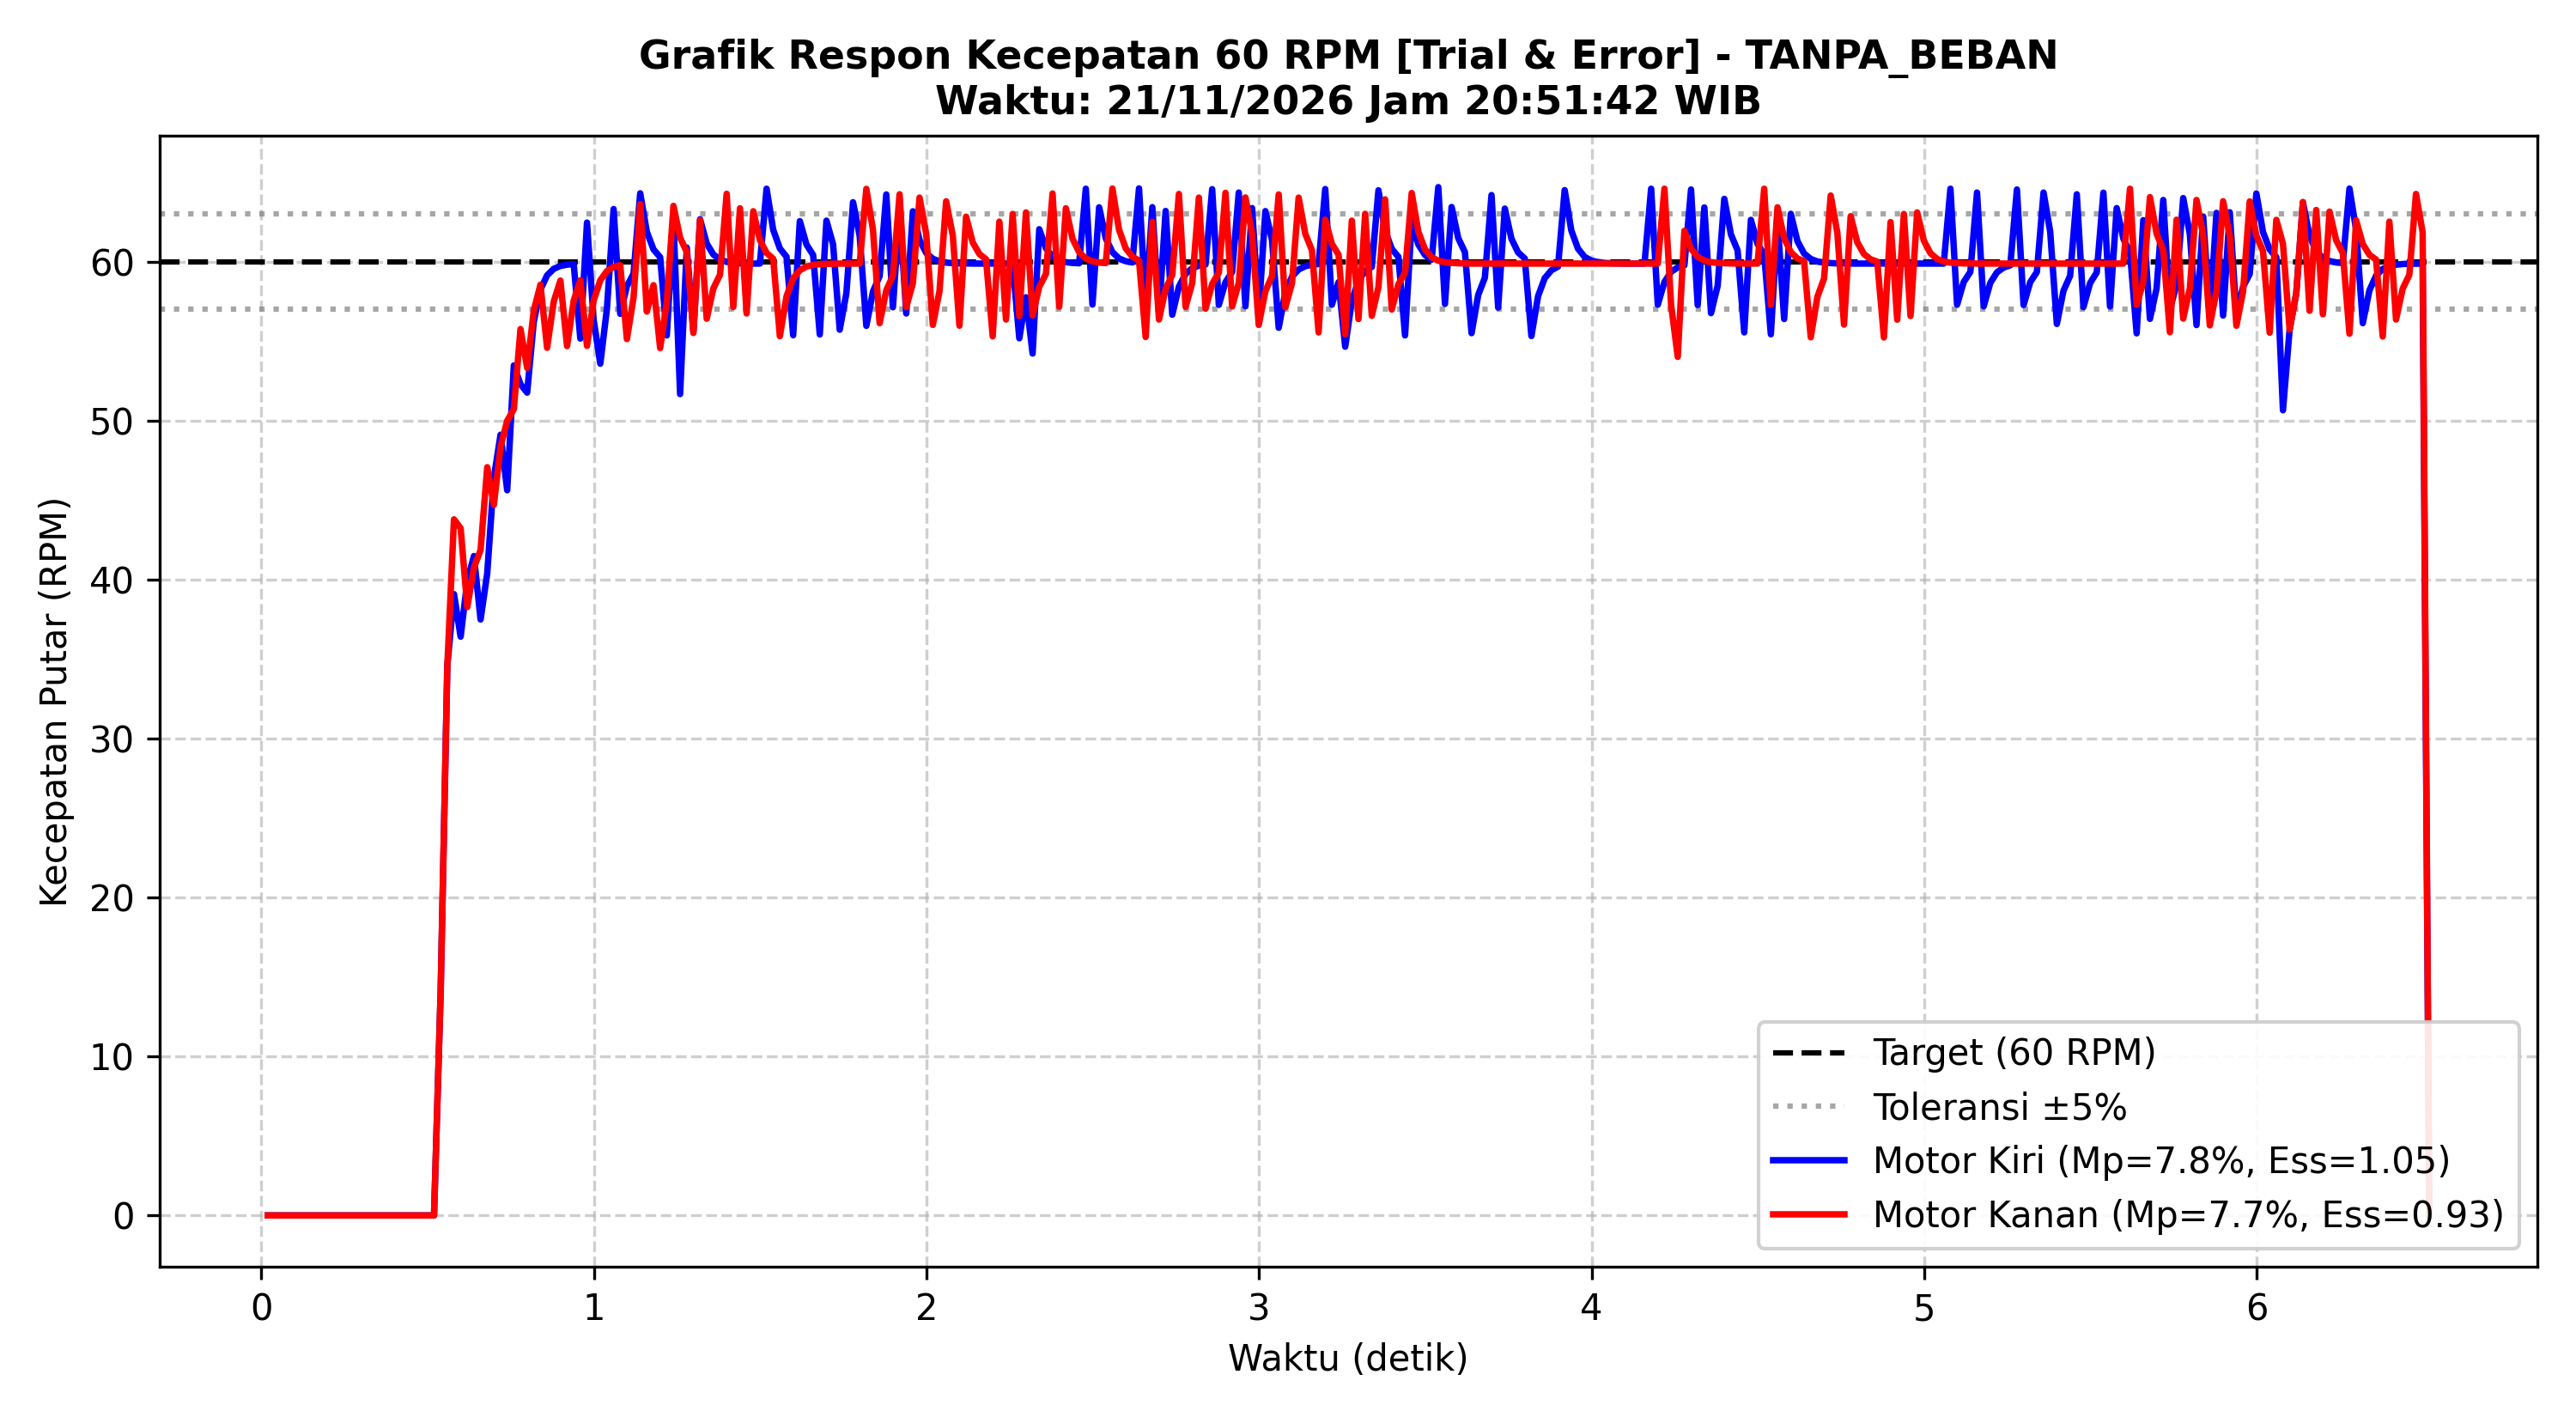 Grafik Respon Kecepatan 60 RPM [Trial & Error] - TANPA_BEBAN
Waktu: 21/11/2026 Jam 20:51:42 WIB
Kecepatan Putar (RPM)
60
50
40
30
20
10
0
Target (60 RPM)
Toleransi ±5%
Motor Kiri (Mp=7.8%, Ess=1.05)
Motor Kanan (Mp=7.7%, Ess=0.93)
0 1 2 3 4 5 6
Waktu (detik)